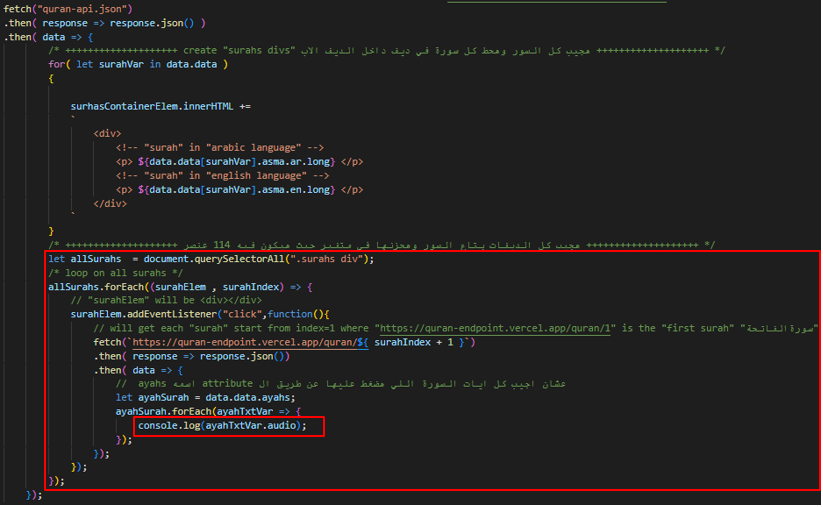 fetch("quran-api.json")
.then( response => response.json() )
.then( data => {
/* ++++++++++++++++++++ create "surahs divs" هجيب كل السور وهحط كل سورة في ديف داخل الديف الاب ++++++++++++++++++++ */
for( let surahVar in data.data )
{
surhasContainerElem.innerHTML +=
`
<div>
<!-- "surah" in "arabic language" -->
<p> ${data.data[surahVar].asma.ar.long} </p>
<!-- "surah" in "english language" -->
<p> ${data.data[surahVar].asma.en.long} </p>
</div>
`
}
/* ++++++++++++++++++++ هجيب كل الديفات بتاع السور وهخزنها في متغير حيث هيكون فيه 114 عنصر ++++++++++++++++++++ */
let allSurahs  = document.querySelectorAll(".surahs div");
/* loop on all surahs */
allSurahs.forEach((surahElem , surahIndex) => {
// "surahElem" will be <div></div>
surahElem.addEventListener("click",function(){
// will get each "surah" start from index=1 where "https://quran-endpoint.vercel.app/quran/1" is the "first surah" "سورة الفاتحة"
fetch(`https://quran-endpoint.vercel.app/quran/${ surahIndex + 1 }`)
.then( response => response.json())
.then( data => {
//  عشان اجيب كل ايات السورة اللي هضغط عليها عن طريق ال attribute اسمه ayahs
let ayahSurah = data.data.ayahs;
ayahSurah.forEach(ayahTxtVar => {
console.log(ayahTxtVar.audio);
});
});
});
});
});